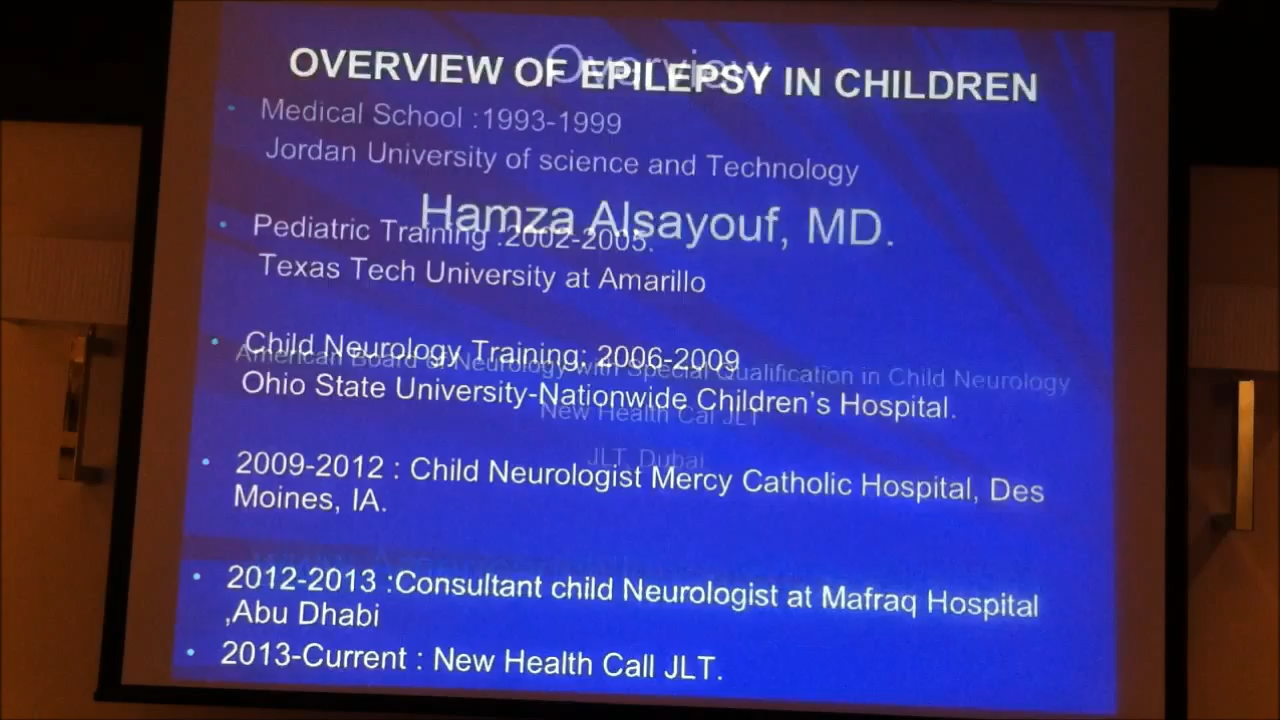 Overview
OVERVIEW OF EPILEPSY IN CHILDREN
Medical School :1993-1999
Jordan University of science and Technology
Hamza Alsayouf, MD.
Pediatric Training :2002-2005.
Texas Tech University at Amarillo
Child Neurology Training: 2006-2009
American Board of Neurology with Special Qualification in Child Neurology
Ohio State University-Nationwide Children's Hospital.
New Health Cal JLT
JLT, Dubai
2009-2012 : Child Neurologist Mercy Catholic Hospital, Des
Moines, IA.
2012-2013 :Consultant child Neurologist at Mafraq Hospital
,Abu Dhabi
2013-Current : New Health Call JLT.